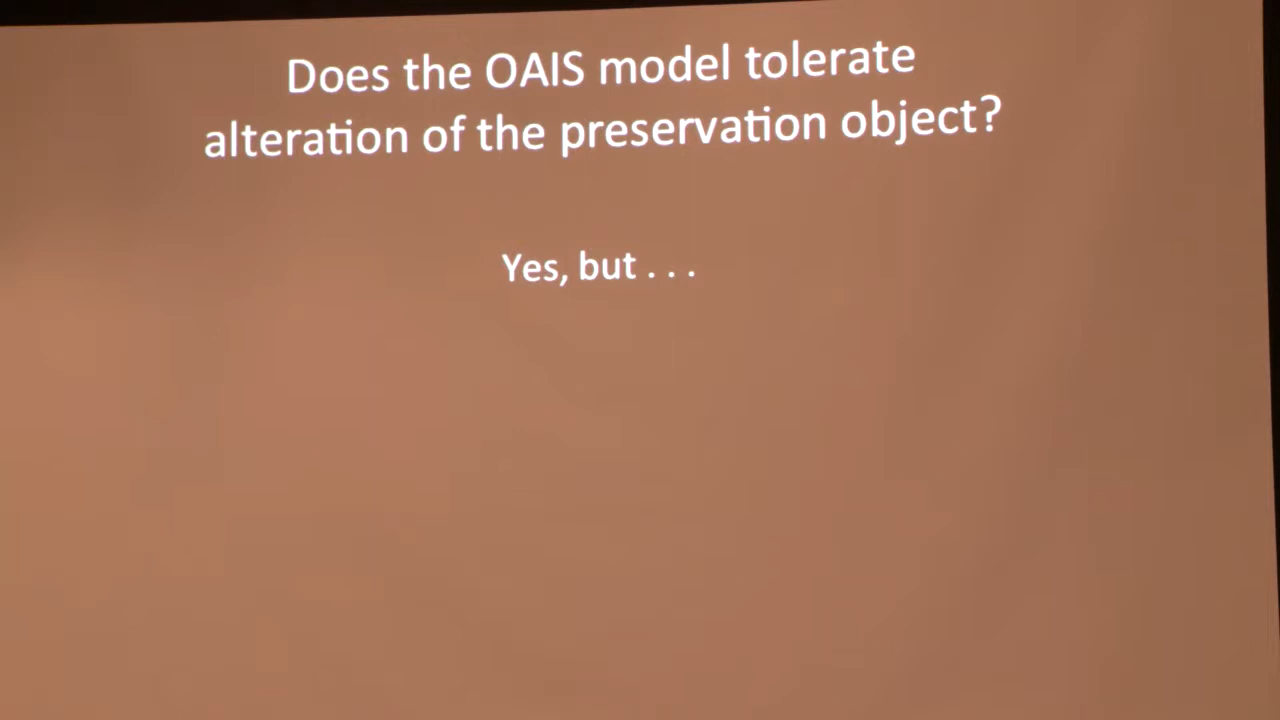 Does the OAIS model tolerate
alteration of the preservation object?
Yes, but . . .